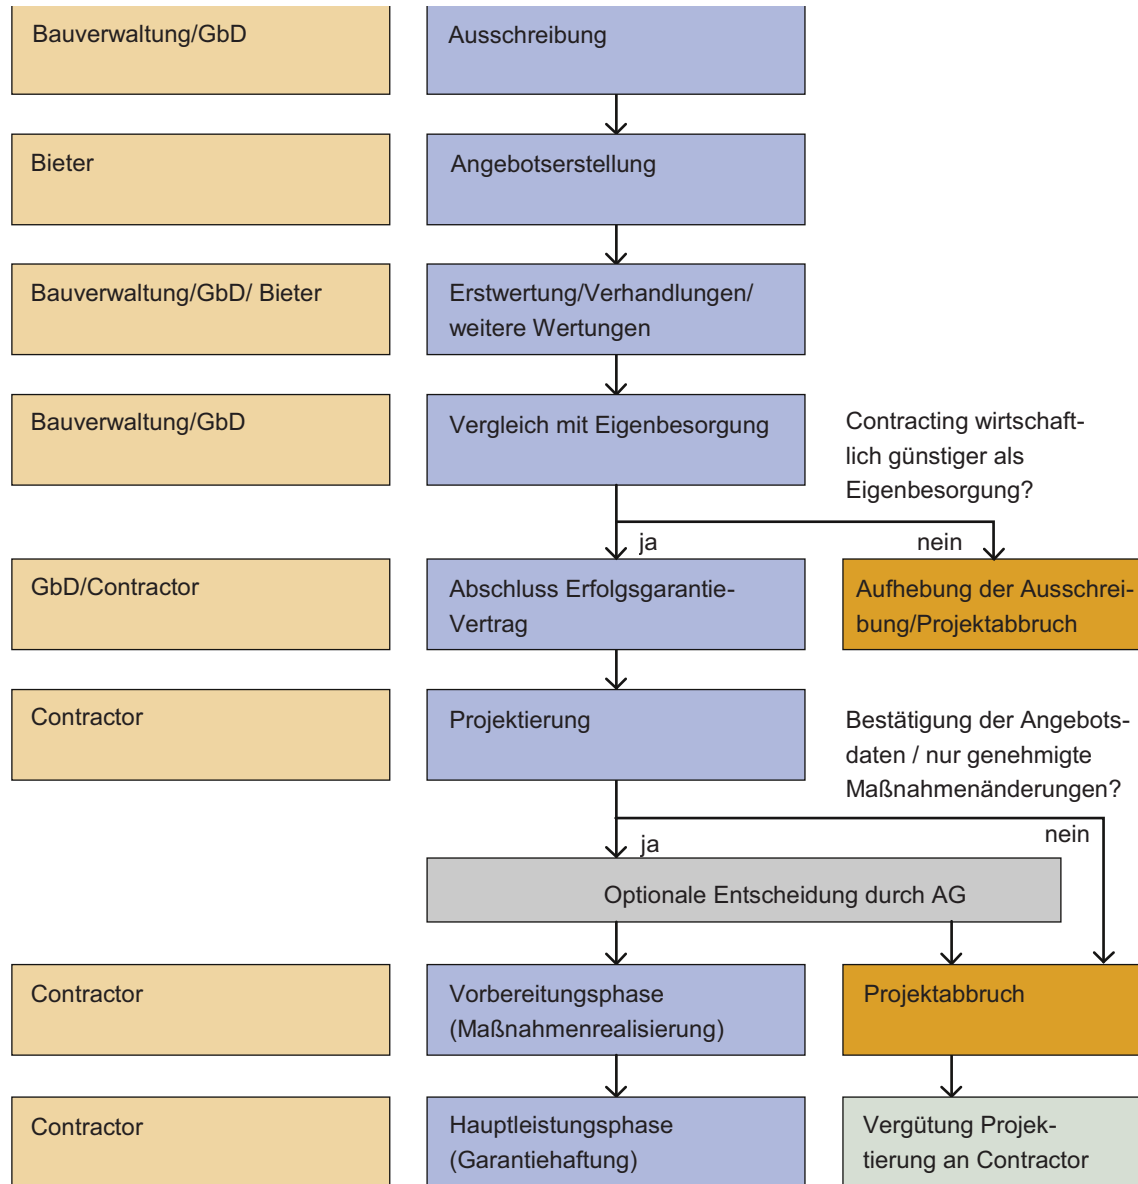 Bauverwaltung/GbD
Ausschreibung
Bieter
Angebotserstellung
Bauverwaltung/GbD/ Bieter
Erstwertung/Verhandlungen/
weitere Wertungen
Bauverwaltung/GbD
Vergleich mit Eigenbesorgung
Contracting wirtschaft-
lich günstiger als
Eigenbesorgung?
ja
nein
GbD/Contractor
Abschluss Erfolgsgarantie-
Vertrag
Aufhebung der Ausschrei-
bung/Projektabbruch
Contractor
Projektierung
Bestätigung der Angebots-
daten / nur genehmigte
Maßnahmenänderungen?
ja
nein
Optionale Entscheidung durch AG
Contractor
Vorbereitungsphase
(Maßnahmenrealisierung)
Projektabbruch
Contractor
Hauptleistungsphase
(Garantiehaftung)
Vergütung Projek-
tierung an Contractor